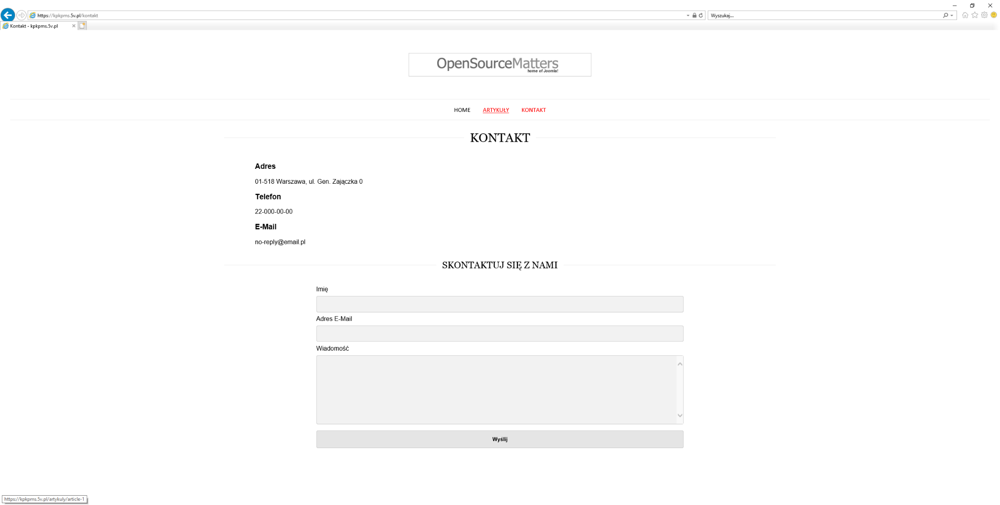 https://kpkpms.5v.pl/kontakt
Wyszukaj...
Kontakt - kpkpms.5v.pl
OpenSourceMatters
home of Joomla!
HOME ARTYKUŁY KONTAKT
KONTAKT
Adres
01-518 Warszawa, ul. Gen. Zajączka 0
Telefon
22-000-00-00
E-Mail
no-reply@email.pl
SKONTAKTUJ SIĘ Z NAMI
Imię
Adres E-Mail
Wiadomość
Wyślij
https://kpkpms.5v.pl/artykuly/article-1